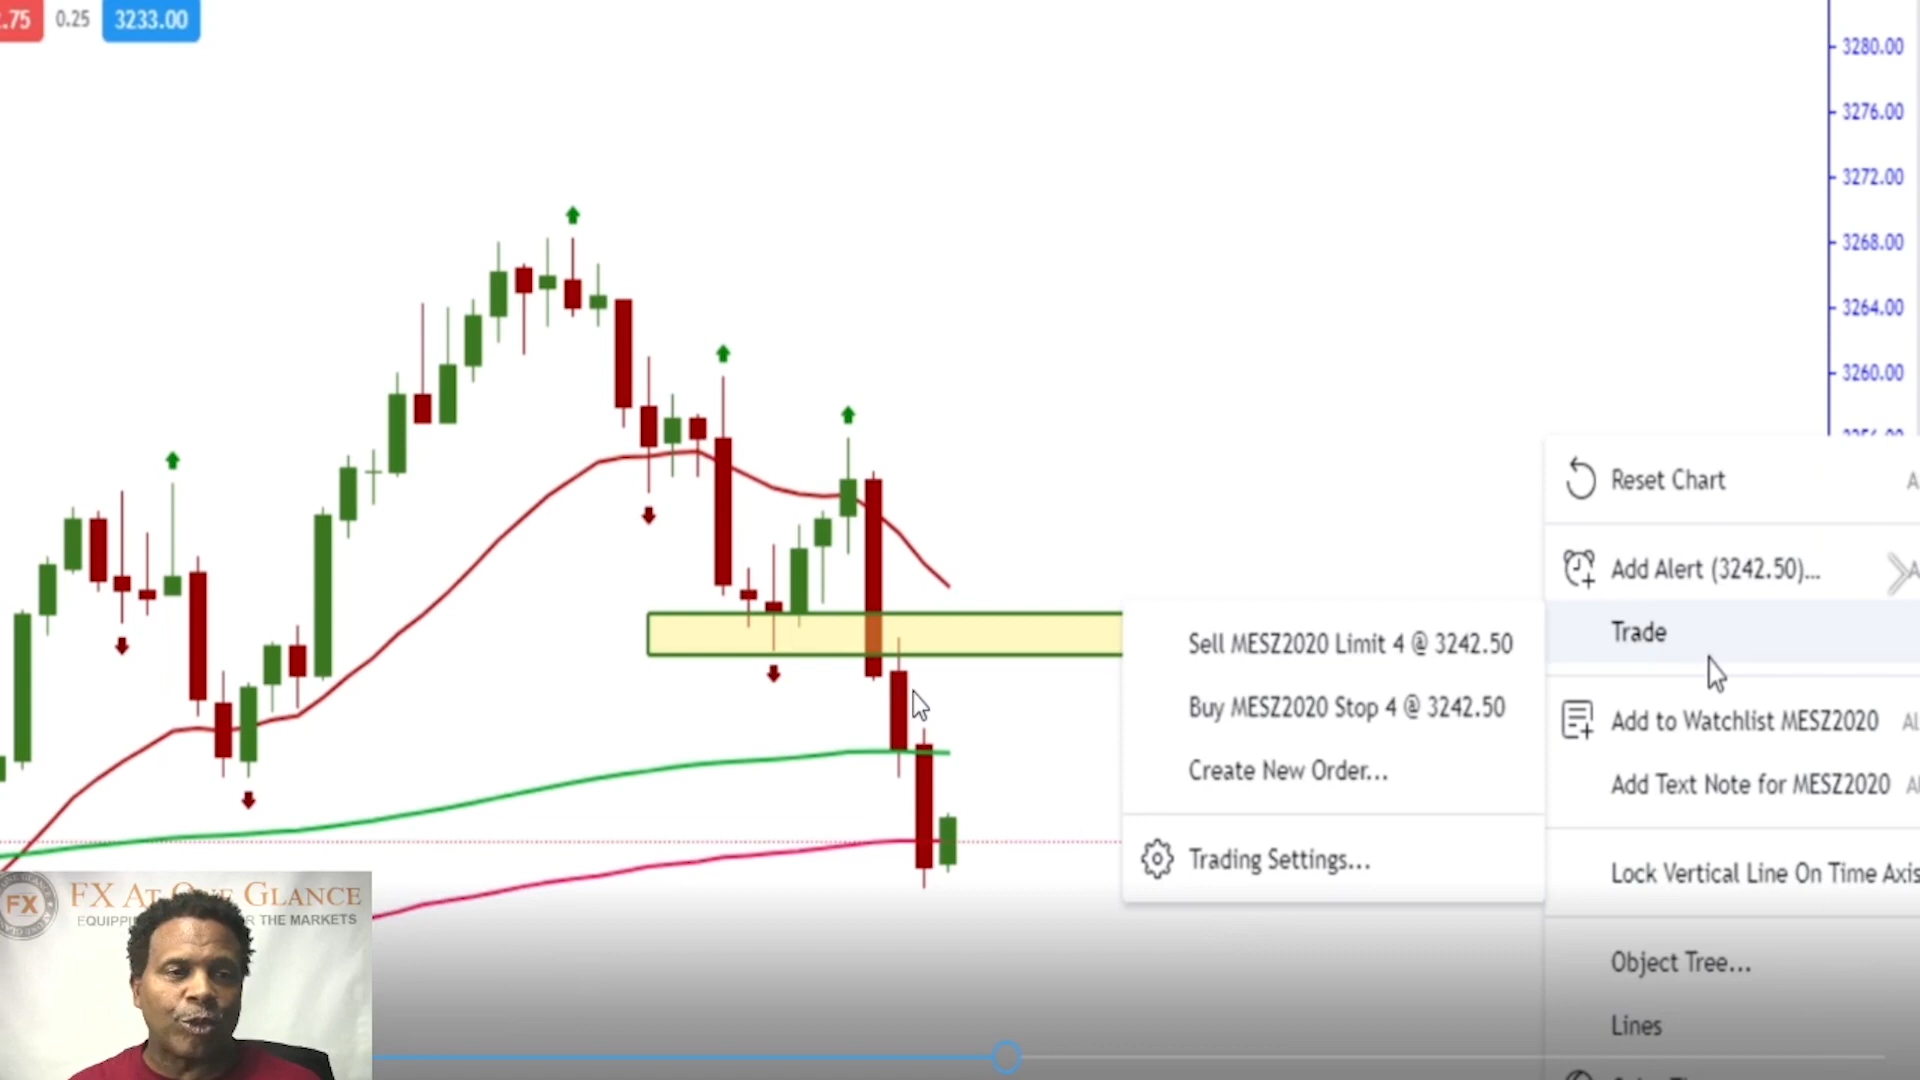 .75 0.25 3233.00
3280.00
3276.00
3272.00
3268.00
3264.00
3260.00
Reset Chart
Add Alert (3242.50)...
Trade
Sell MESZ2020 Limit 4 @ 3242.50
Buy MESZ2020 Stop 4 @ 3242.50
Create New Order...
Trading Settings...
Add to Watchlist MESZ2020
Add Text Note for MESZ2020
Lock Vertical Line On Time Axis
Object Tree...
Lines
FX
FX AT ONE GLANCE
THE MARKETS